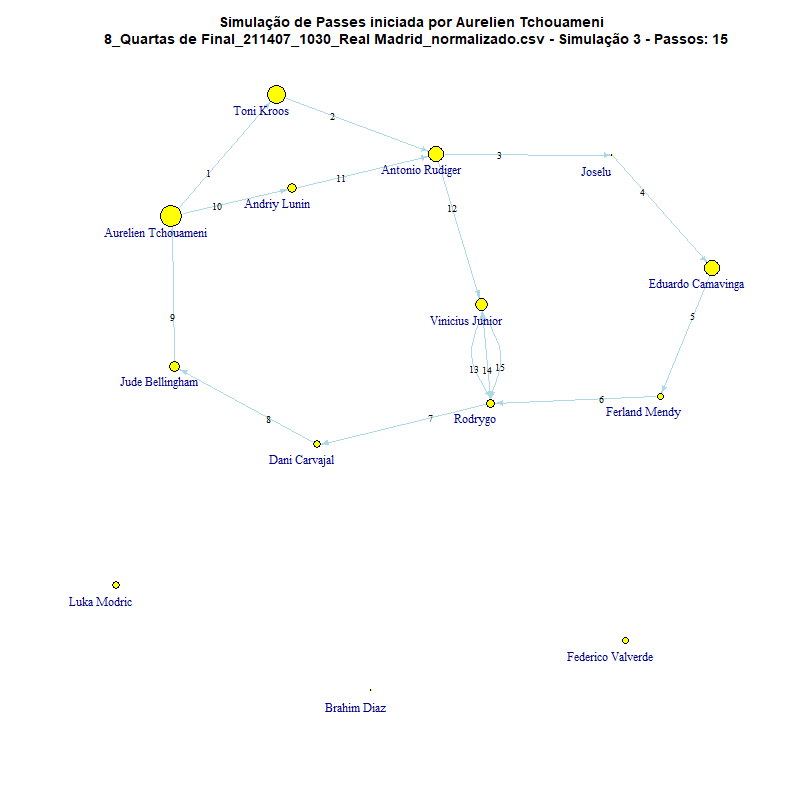 Simulação de Passes iniciada por Aurelien Tchouameni
8_Quartas de Final_211407_1030_Real Madrid_normalizado.csv - Simulação 3 - Passos: 15
Toni Kroos
2
Antonio Rudiger
3
Joselu
1
11
4
10
Andriy Lunin
12
Aurelien Tchouameni
Eduardo Camavinga
9
Vinicius Junior
5
13
14
15
Jude Bellingham
6
Ferland Mendy
8
7
Rodrygo
Dani Carvajal
Luka Modric
Federico Valverde
Brahim Diaz